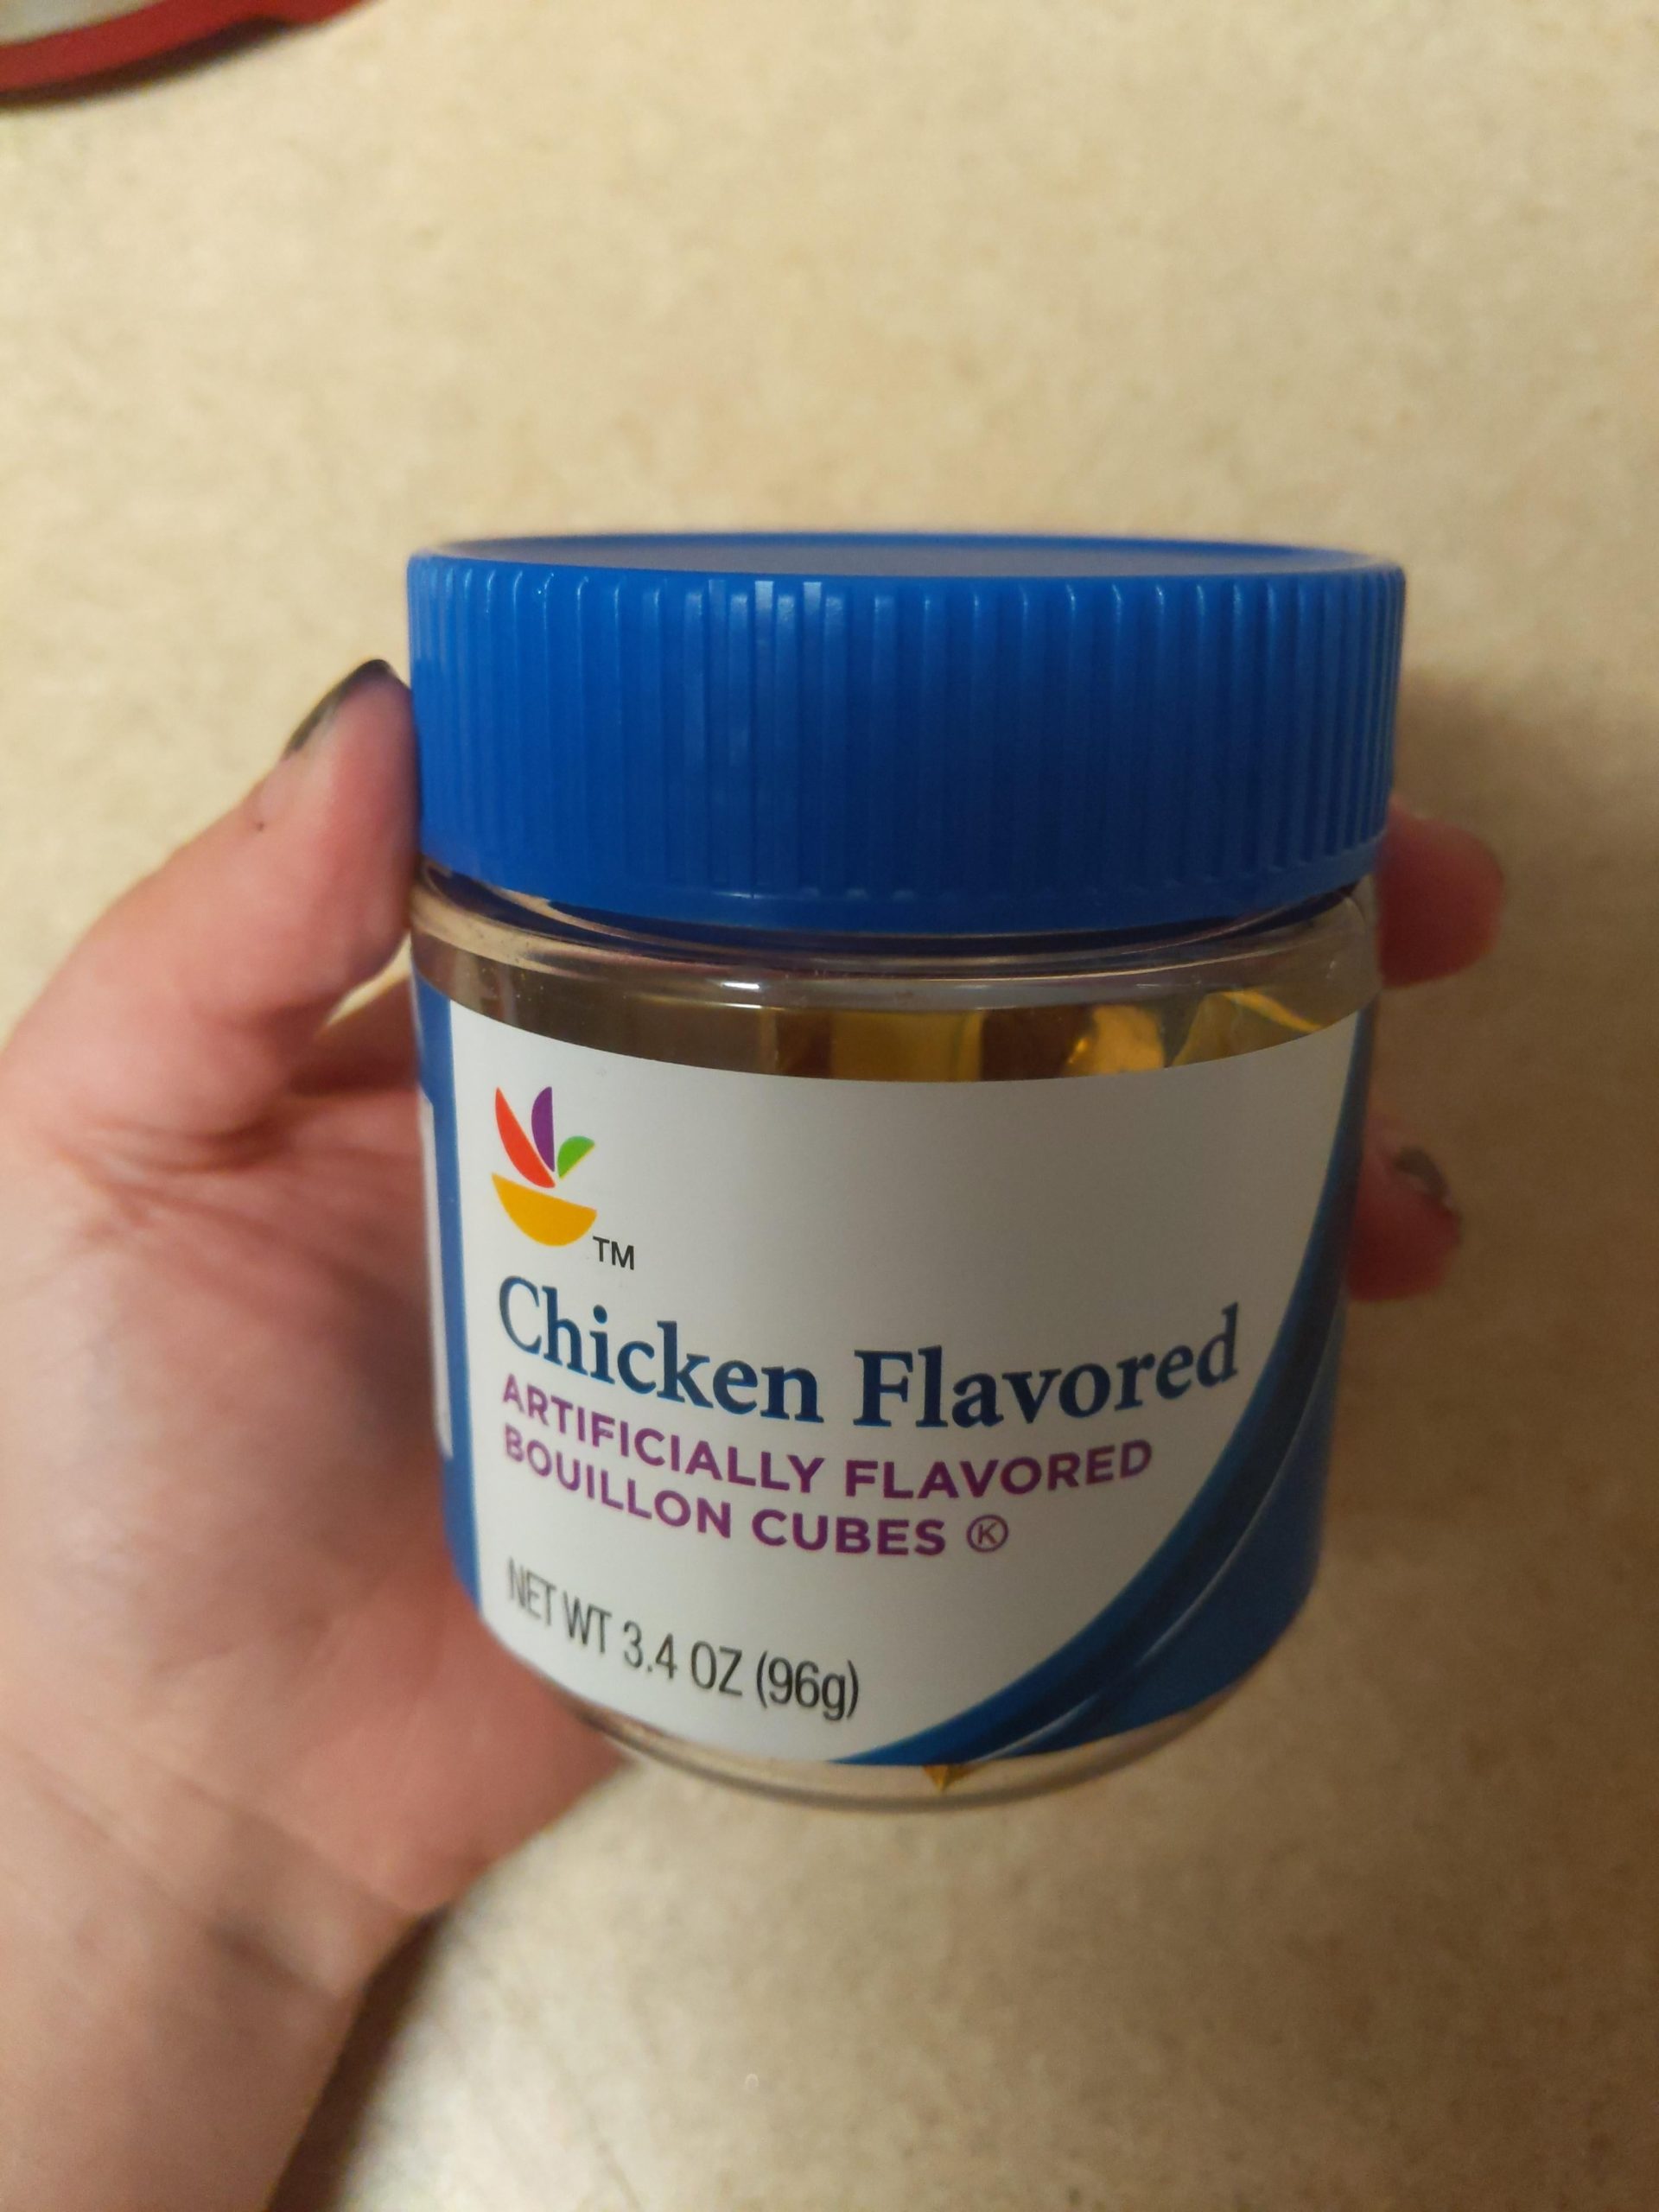 TM
Chicken Flavored
ARTIFICIALLY FLAVORED
BOUILLON CUBES Ⓚ
NET WT 3.4 OZ (96g)